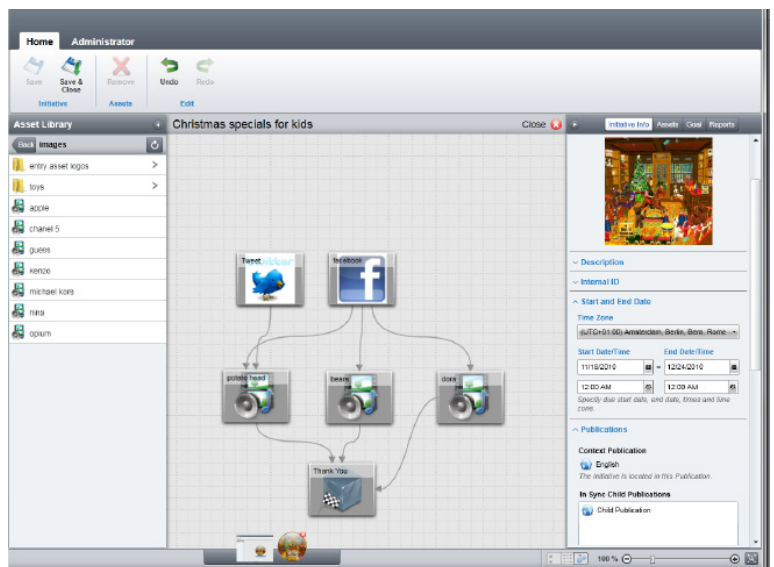 Home Administrator
Save Save & Close Remove Undo Redo
Initiative Assets Edit
Asset Library
Christmas specials for kids
Close
Initiative Info Assets Goal Reports
Back images
entry asset logos
toys
apple
chanel 5
guees
kenzo
michael kors
nina
opium
Tweet
facebook
potato head
bears
dora
Thank You
Description
Internal ID
Start and End Date
Time Zone
(UTC+01:00) Amsterdam, Berlin, Bern, Rome
Start Date/Time End Date/Time
11/18/2010 - 12/24/2010
12:00 AM 12:00 AM
Specify due start date, end date, times and time
zone.
Publications
Context Publication
English
The initiative is located in this Publication.
In Sync Child Publications
Child Publication
100 %